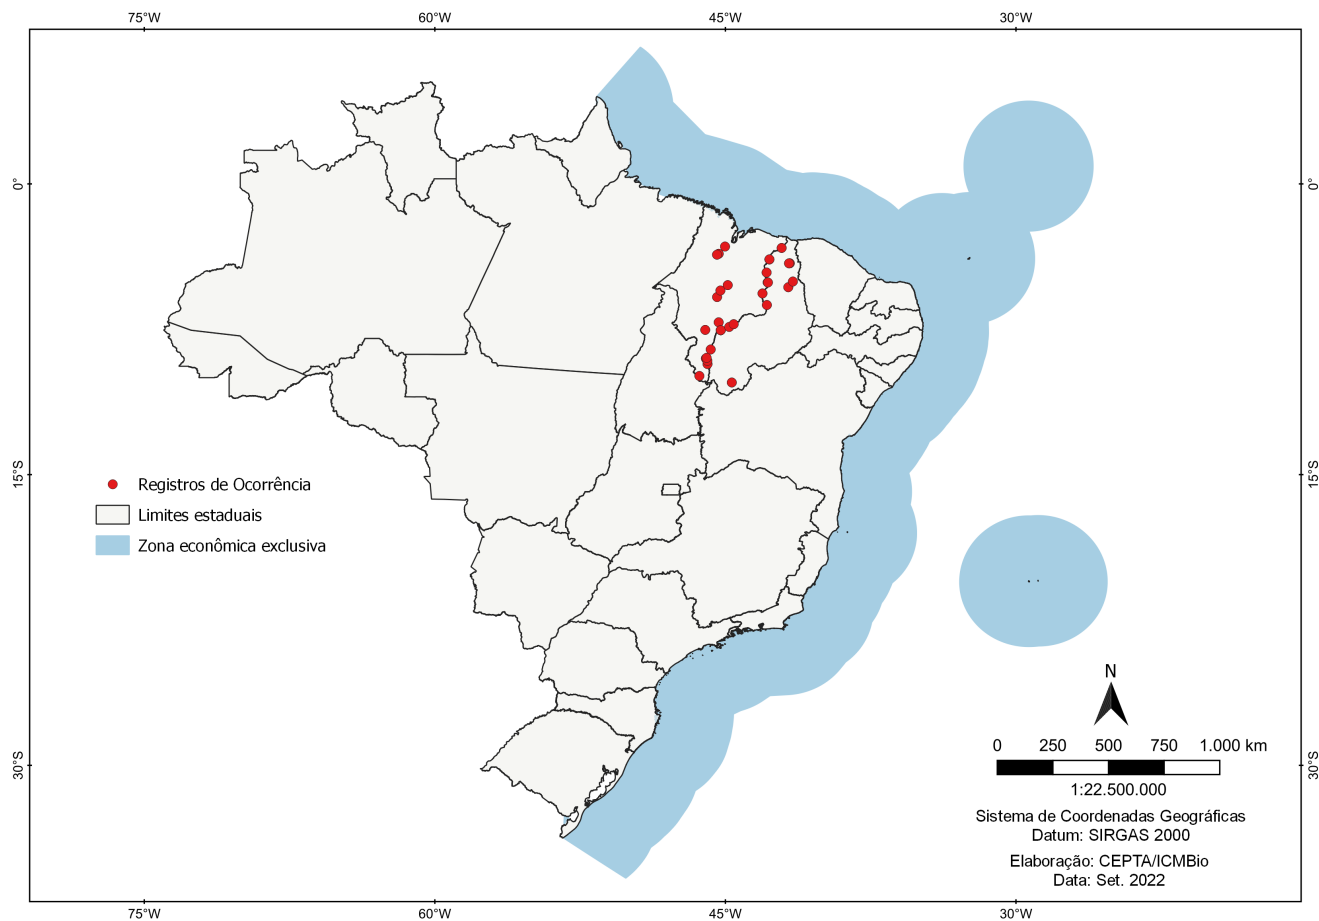 75°W 60°W 45°W 30°W
0° 0°
15°S 15°S
Registros de Ocorrência
Limites estaduais
Zona econômica exclusiva
N
30°S 30°S
0 250 500 750 1.000 km
1:22.500.000
Sistema de Coordenadas Geográficas
Datum: SIRGAS 2000
Elaboração: CEPTA/ICMBio
Data: Set. 2022
75°W 60°W 45°W 30°W